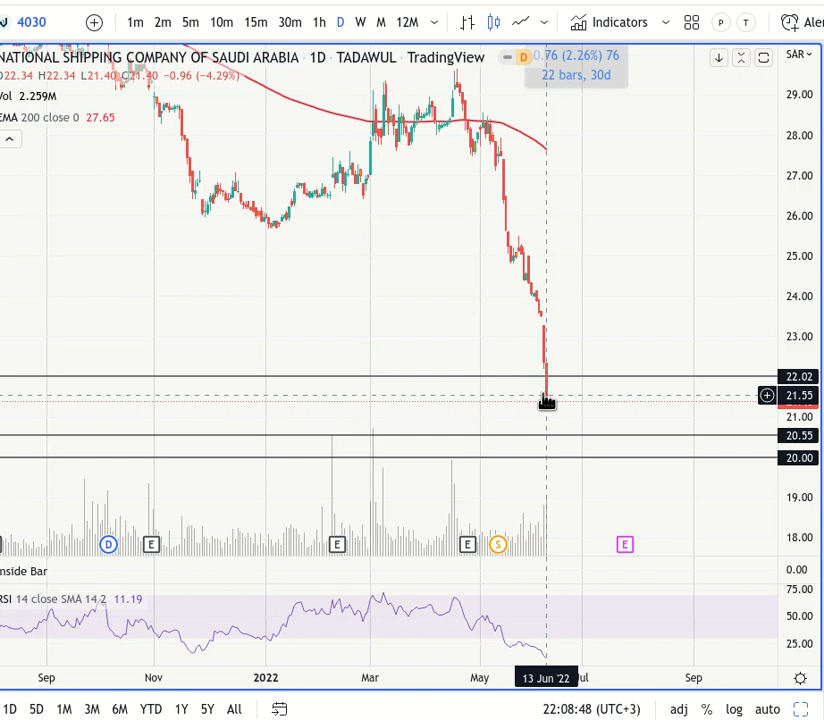 4030 1m 2m 5m 10m 15m 30m 1h D W M 12M Indicators P T
NATIONAL SHIPPING COMPANY OF SAUDI ARABIA · 1D · TADAWUL · TradingView D
0.76 (2.26%) 76
22 bars, 30d
SAR
22.34 H22.34 L21.40 C21.40 −0.96 (−4.29%)
Vol 2.259M
EMA 200 close 0 27.65
29.00
28.00
27.00
26.00
25.00
24.00
23.00
22.02
21.55
21.00
20.55
20.00
19.00
18.00
D E E E S E
nside Bar
0.00
RSI 14 close SMA 14 2 11.19
75.00
50.00
25.00
Sep Nov 2022 Mar May 13 Jun '22 Jul Sep
1D 5D 1M 3M 6M YTD 1Y 5Y All 22:08:48 (UTC+3) adj % log auto